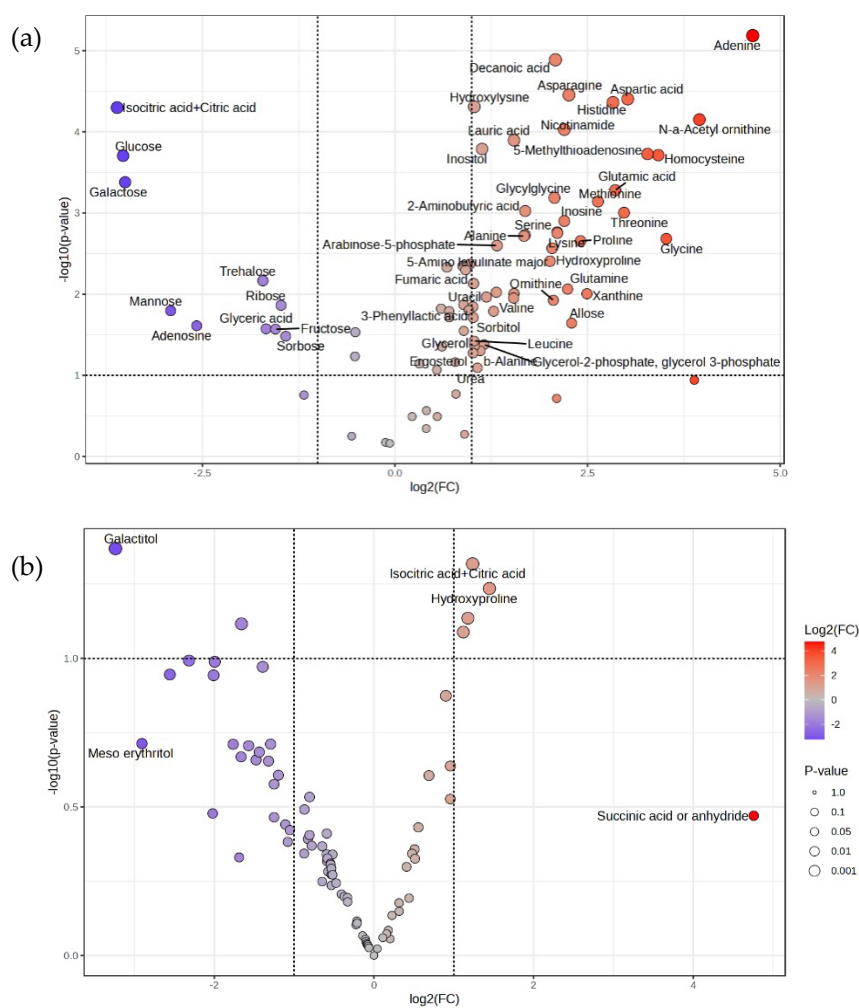 (a)
Adenine
Decanoic acid
Asparagine
Aspartic acid
Hydroxylysine
Histidine
Isocitric acid+Citric acid
Nicotinamide
N-a-Acetyl ornithine
Lauric acid
Glucose
Inositol
5-Methylthioadenosine
Homocysteine
Galactose
Glutamic acid
Glycylglycine
Methionine
2-Aminobutyric acid
Inosine
Threonine
Serine
Alanine
Arabinose-5-phosphate
Lysine
Proline
Glycine
5-Amino levulinate major
Hydroxyproline
Trehalose
Fumaric acid
Ornithine
Glutamine
Mannose
Ribose
Uracil
Xanthine
Valine
Glyceric acid
3-Phenyllactic acid
Allose
Adenosine
Fructose
Sorbitol
Sorbose
Glycerol
Leucine
Ergosterol
b-Alanine
Glycerol-2-phosphate, glycerol 3-phosphate
Urea
-log10(p-value)
5
4
3
2
1
0
-2.5
0.0
2.5
5.0
log2(FC)
(b)
Galactitol
Isocitric acid+Citric acid
Hydroxyproline
Meso erythritol
Succinic acid or anhydride
-log10(p-value)
1.0
0.5
0.0
-2
0
2
4
log2(FC)
Log2(FC)
4
2
0
-2
P-value
1.0
0.1
0.05
0.01
0.001